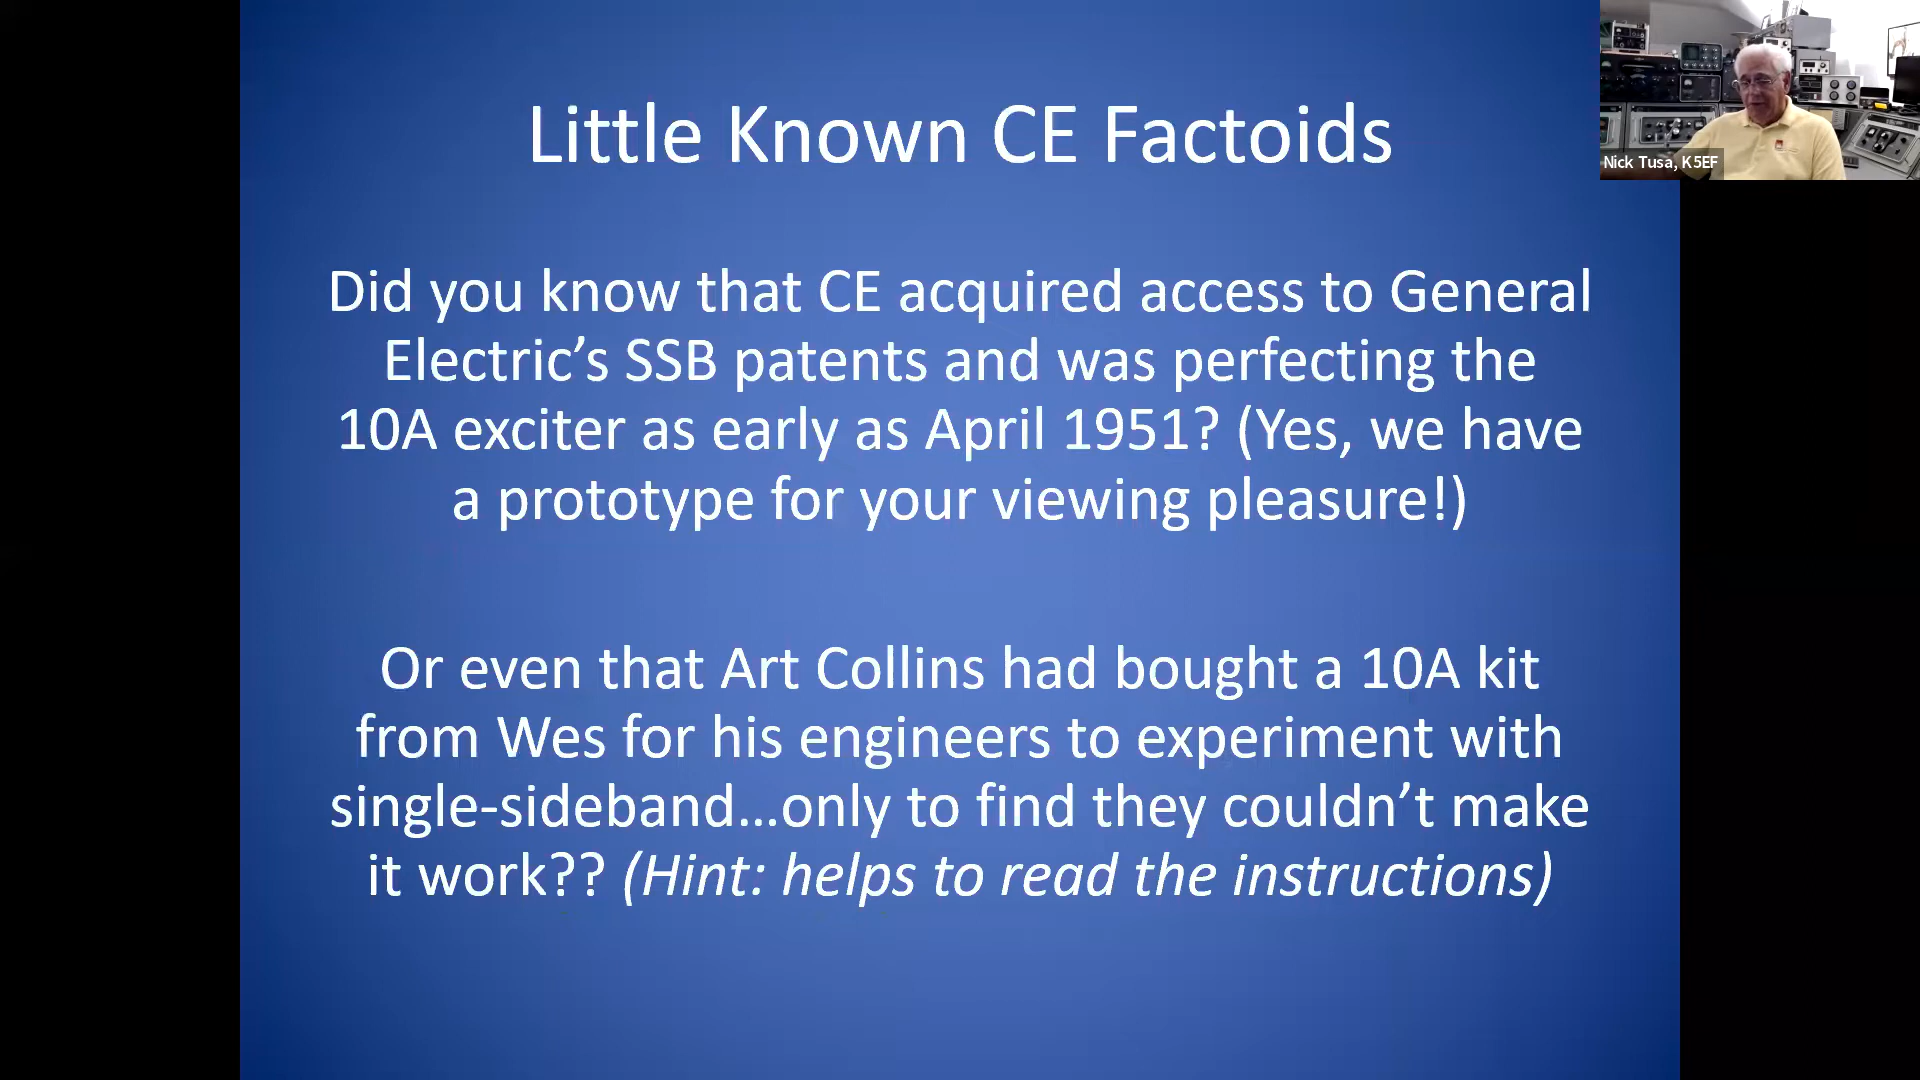 Little Known CE Factoids
Nick Tusa, K5EF
Did you know that CE acquired access to General
Electric’s SSB patents and was perfecting the
10A exciter as early as April 1951? (Yes, we have
a prototype for your viewing pleasure!)
Or even that Art Collins had bought a 10A kit
from Wes for his engineers to experiment with
single-sideband…only to find they couldn’t make
it work?? (Hint: helps to read the instructions)